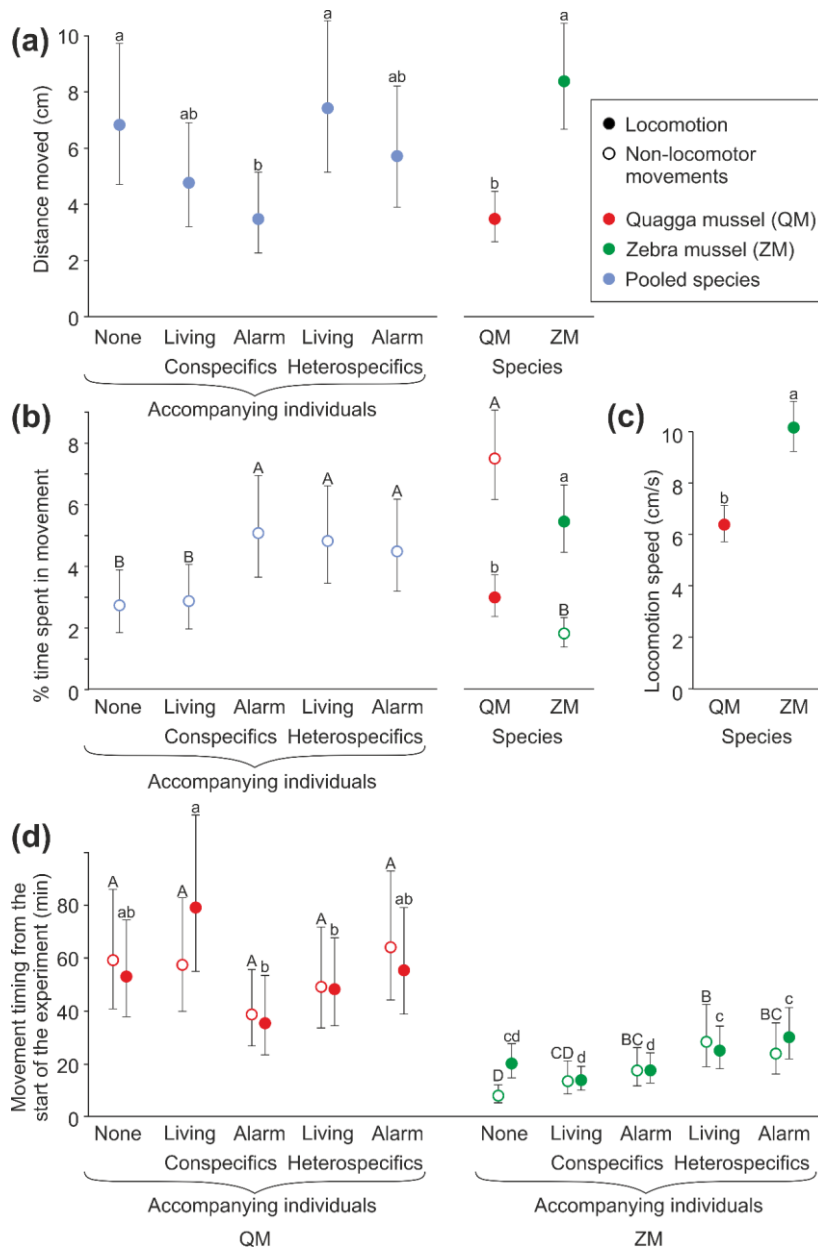 (a)
Distance moved (cm)
10
8
6
4
2
0
a
ab
b
a
ab
b
a
None Living Alarm Living Alarm
Conspecifics Heterospecifics
Accompanying individuals
QM ZM
Species
Locomotion
Non-locomotor
movements
Quagga mussel (QM)
Zebra mussel (ZM)
Pooled species
(b)
% time spent in movement
8
6
4
2
0
B
B
A
A
A
A
b
a
B
None Living Alarm Living Alarm
Conspecifics Heterospecifics
Accompanying individuals
QM ZM
Species
(c)
Locomotion speed (cm/s)
10
8
6
4
2
0
b
a
QM ZM
Species
(d)
Movement timing from the
start of the experiment (min)
80
60
40
20
0
A ab
A a
A b
A b
A ab
D cd
CD d
BC d
B c
BC c
None Living Alarm Living Alarm None Living Alarm Living Alarm
Conspecifics Heterospecifics Conspecifics Heterospecifics
Accompanying individuals Accompanying individuals
QM ZM